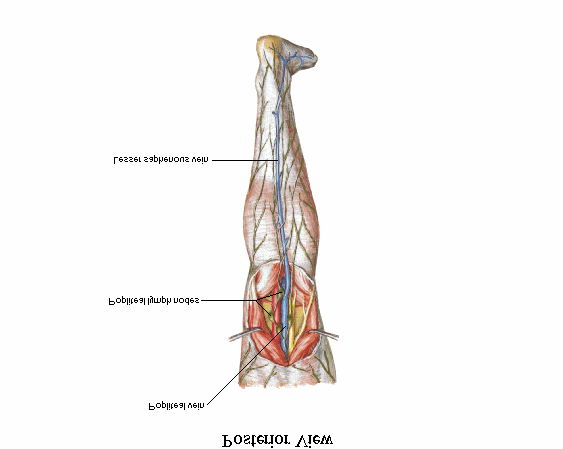 Posterior View
Popliteal vein
Popliteal lymph nodes
Lesser saphenous vein